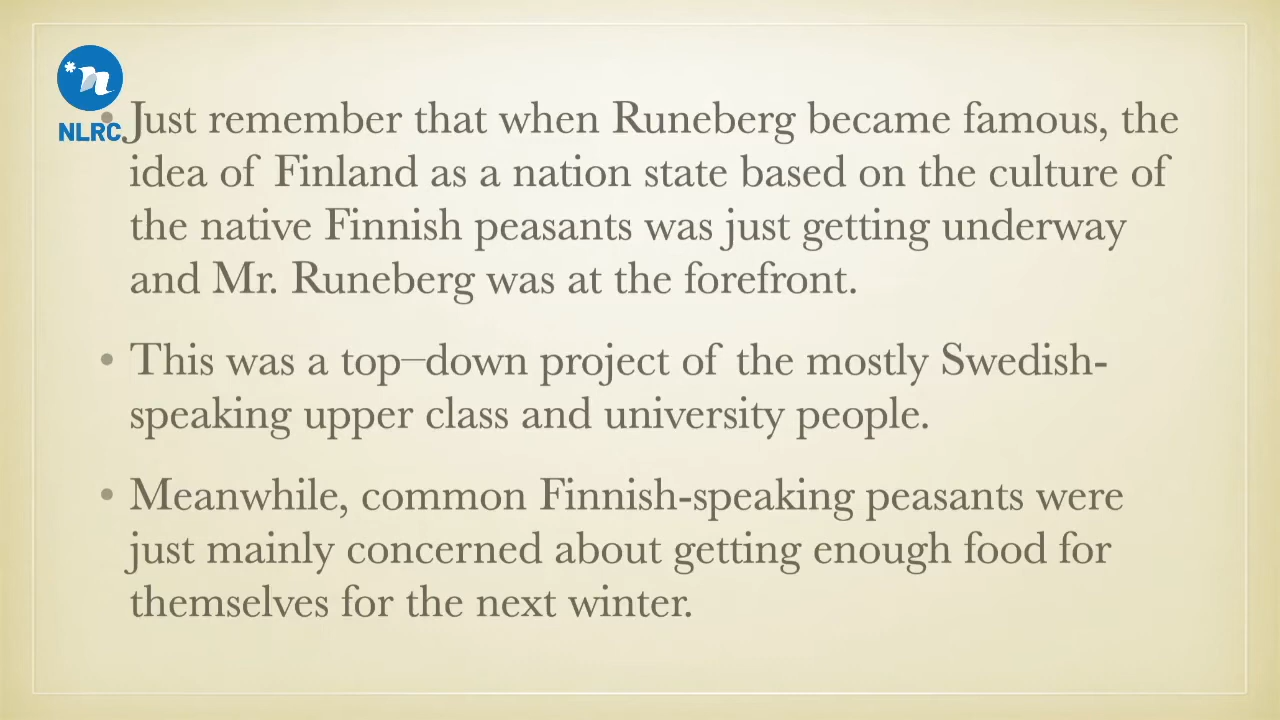 *n
NLRC
• Just remember that when Runeberg became famous, the
idea of Finland as a nation state based on the culture of
the native Finnish peasants was just getting underway
and Mr. Runeberg was at the forefront.
• This was a top–down project of the mostly Swedish-
speaking upper class and university people.
• Meanwhile, common Finnish-speaking peasants were
just mainly concerned about getting enough food for
themselves for the next winter.